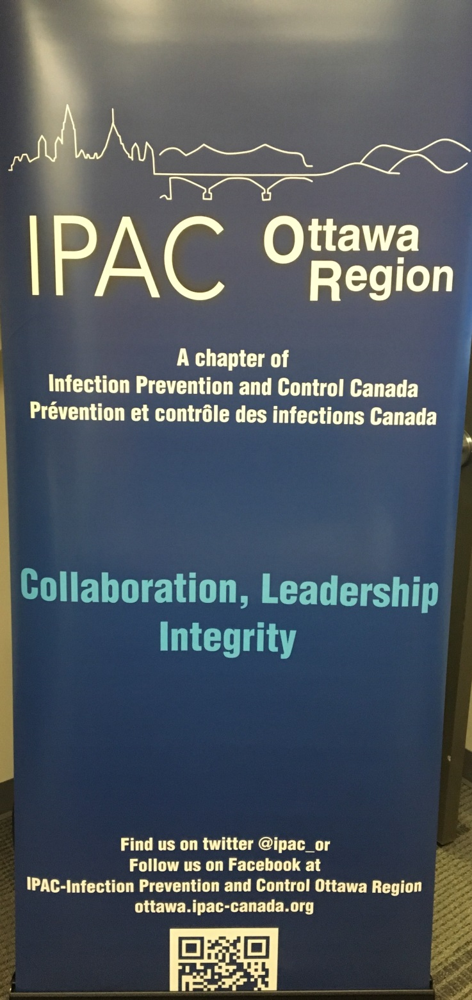 IPAC Ottawa
Region
A chapter of
Infection Prevention and Control Canada
Prévention et contrôle des infections Canada
Collaboration, Leadership
Integrity
Find us on twitter @ipac_or
Follow us on Facebook at
IPAC-Infection Prevention and Control Ottawa Region
ottawa.ipac-canada.org